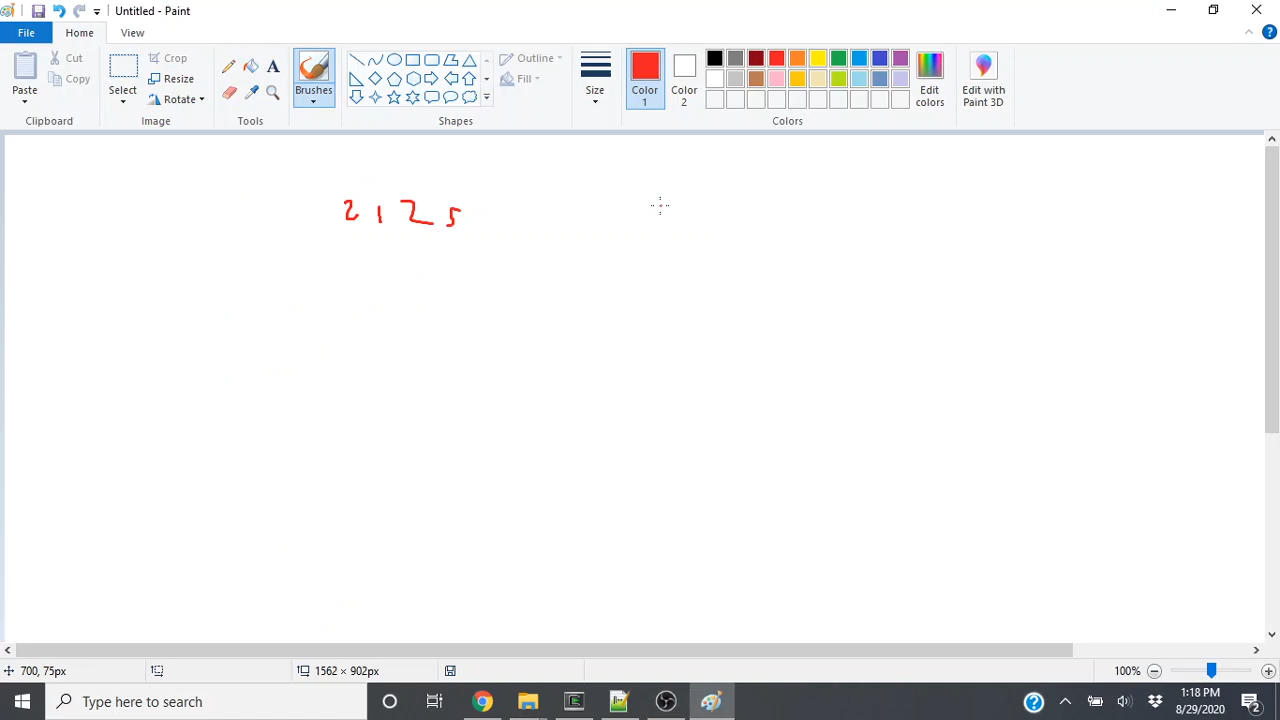 Untitled - Paint
File Home View
Paste
Cut
Copy
Clipboard
Select
Crop
Resize
Rotate
Image
A
Tools
Brushes
Outline
Fill
Shapes
Size
Color 1
Color 2
Edit colors
Colors
Edit with Paint 3D
2 1 2 5
700, 75px
1562 × 902px
100%
Type here to search
1:18 PM
8/29/2020
2